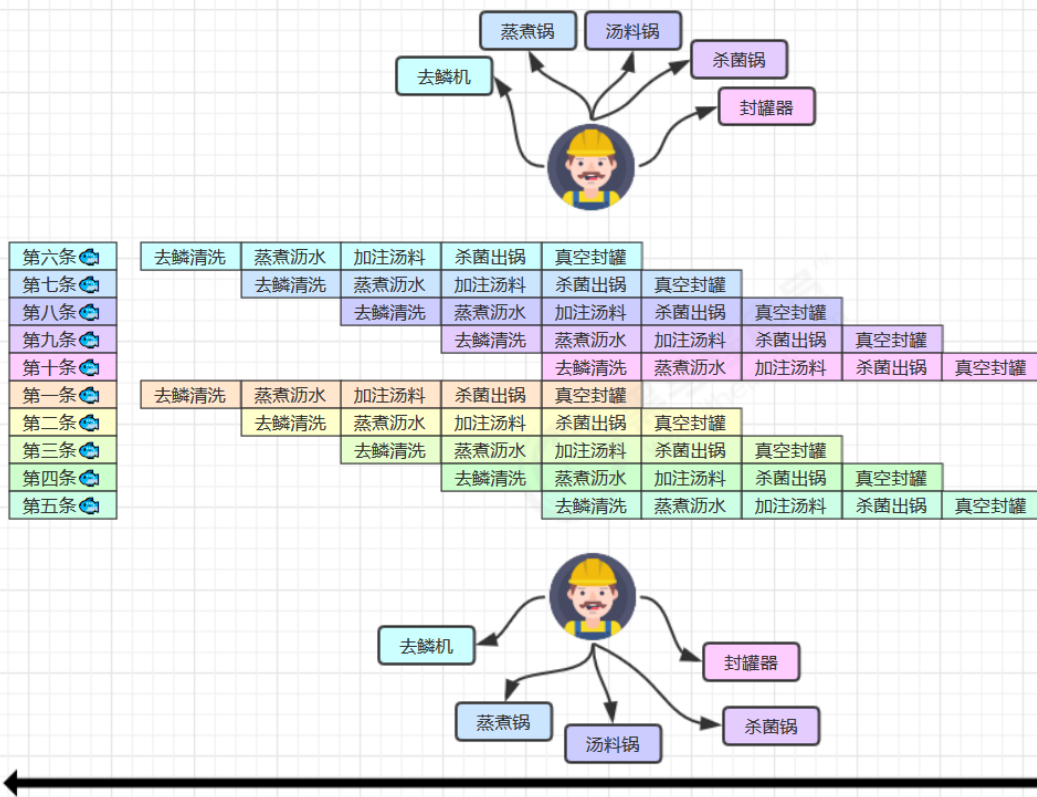 蒸煮锅 汤料锅
杀菌锅
去鳞机
封罐器
第六条 去鳞清洗 蒸煮沥水 加注汤料 杀菌出锅 真空封罐
第七条 去鳞清洗 蒸煮沥水 加注汤料 杀菌出锅 真空封罐
第八条 去鳞清洗 蒸煮沥水 加注汤料 杀菌出锅 真空封罐
第九条 去鳞清洗 蒸煮沥水 加注汤料 杀菌出锅 真空封罐
第十条 去鳞清洗 蒸煮沥水 加注汤料 杀菌出锅 真空封罐
第一条 去鳞清洗 蒸煮沥水 加注汤料 杀菌出锅 真空封罐
第二条 去鳞清洗 蒸煮沥水 加注汤料 杀菌出锅 真空封罐
第三条 去鳞清洗 蒸煮沥水 加注汤料 杀菌出锅 真空封罐
第四条 去鳞清洗 蒸煮沥水 加注汤料 杀菌出锅 真空封罐
第五条 去鳞清洗 蒸煮沥水 加注汤料 杀菌出锅 真空封罐
去鳞机
封罐器
蒸煮锅
杀菌锅
汤料锅